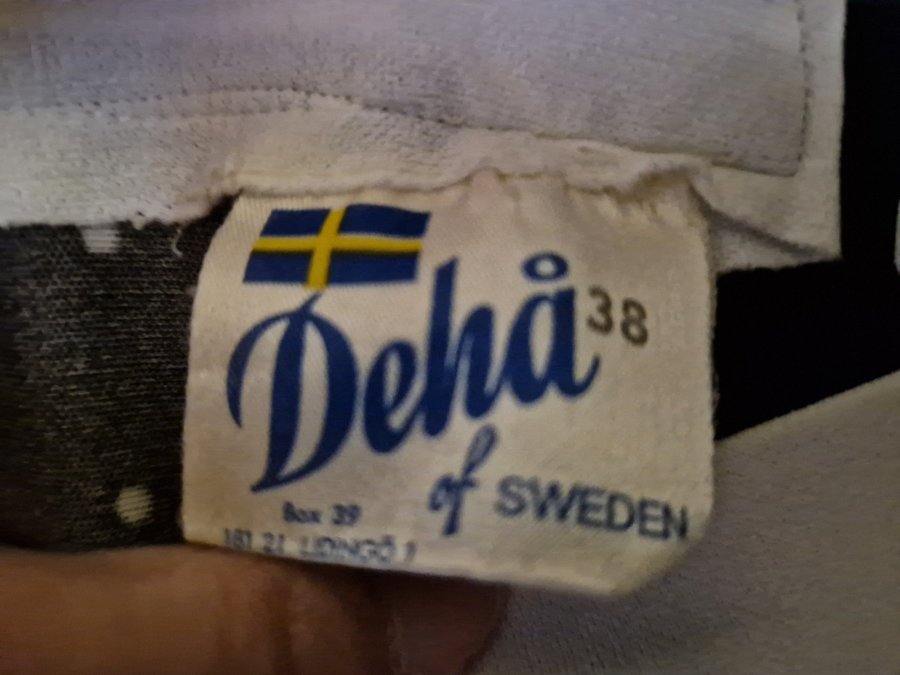 Dehå 38
of SWEDEN
Box 39
181 21 LIDINGÖ 1